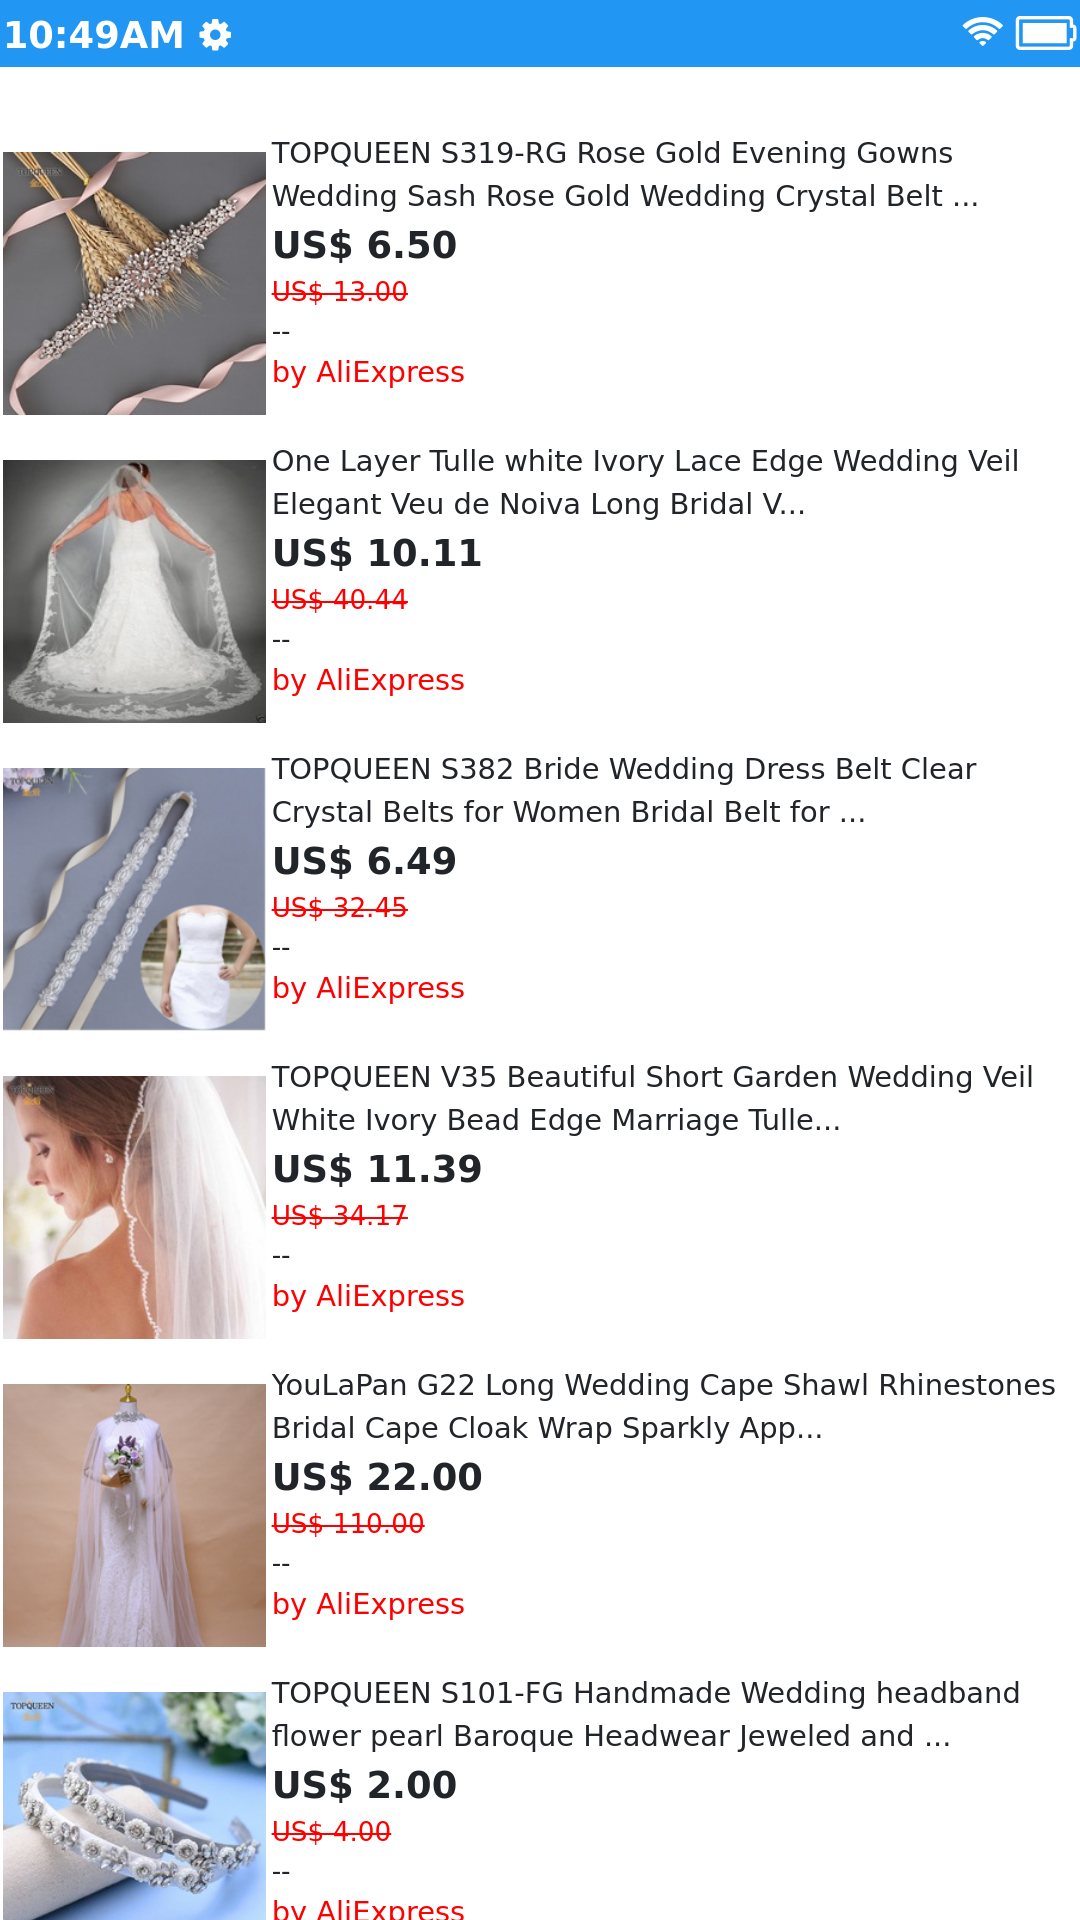 10:49AM
TOPQUEEN
TOPQUEEN S319-RG Rose Gold Evening Gowns
Wedding Sash Rose Gold Wedding Crystal Belt ...
US$ 6.50
US$ 13.00
--
by AliExpress
One Layer Tulle white Ivory Lace Edge Wedding Veil
Elegant Veu de Noiva Long Bridal V...
US$ 10.11
US$ 40.44
--
by AliExpress
TOPQUEEN
TOPQUEEN S382 Bride Wedding Dress Belt Clear
Crystal Belts for Women Bridal Belt for ...
US$ 6.49
US$ 32.45
--
by AliExpress
TOPQUEEN
TOPQUEEN V35 Beautiful Short Garden Wedding Veil
White Ivory Bead Edge Marriage Tulle...
US$ 11.39
US$ 34.17
--
by AliExpress
YouLaPan G22 Long Wedding Cape Shawl Rhinestones
Bridal Cape Cloak Wrap Sparkly App...
US$ 22.00
US$ 110.00
--
by AliExpress
TOPQUEEN
TOPQUEEN S101-FG Handmade Wedding headband
flower pearl Baroque Headwear Jeweled and ...
US$ 2.00
US$ 4.00
--
by AliExpress